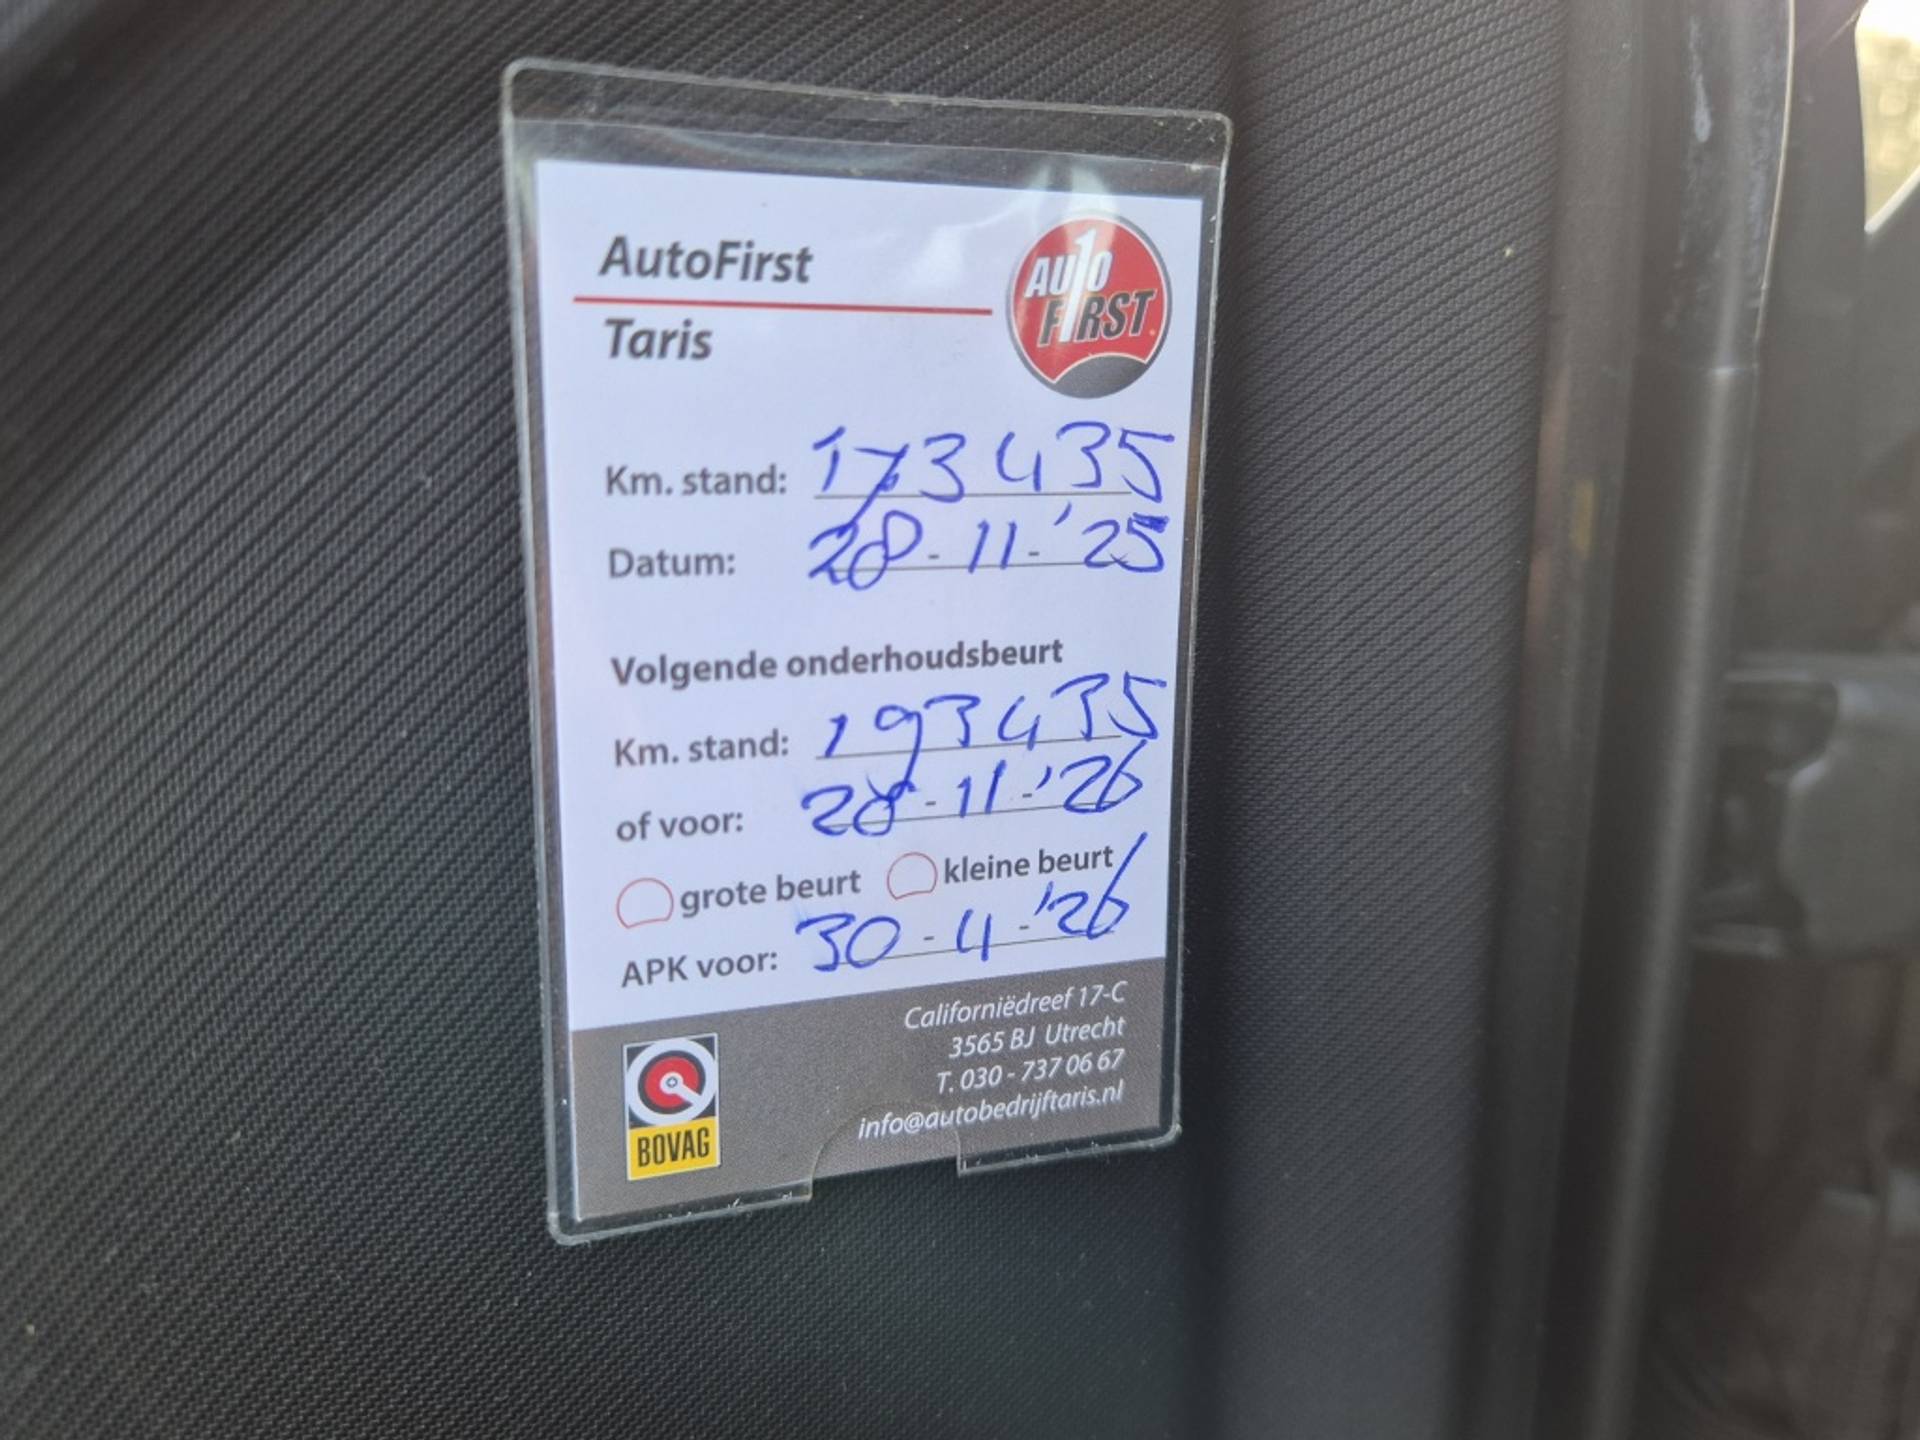 AutoFirst
Taris
AUTO
FIRST
Km. stand: 173435
Datum: 28-11-'25
Volgende onderhoudsbeurt
Km. stand: 193435
of voor: 28-11-'26
grote beurt kleine beurt
APK voor: 30-4-'26
Californiëdreef 17-C
3565 BJ Utrecht
T. 030 - 737 06 67
info@autobedrijftaris.nl
BOVAG